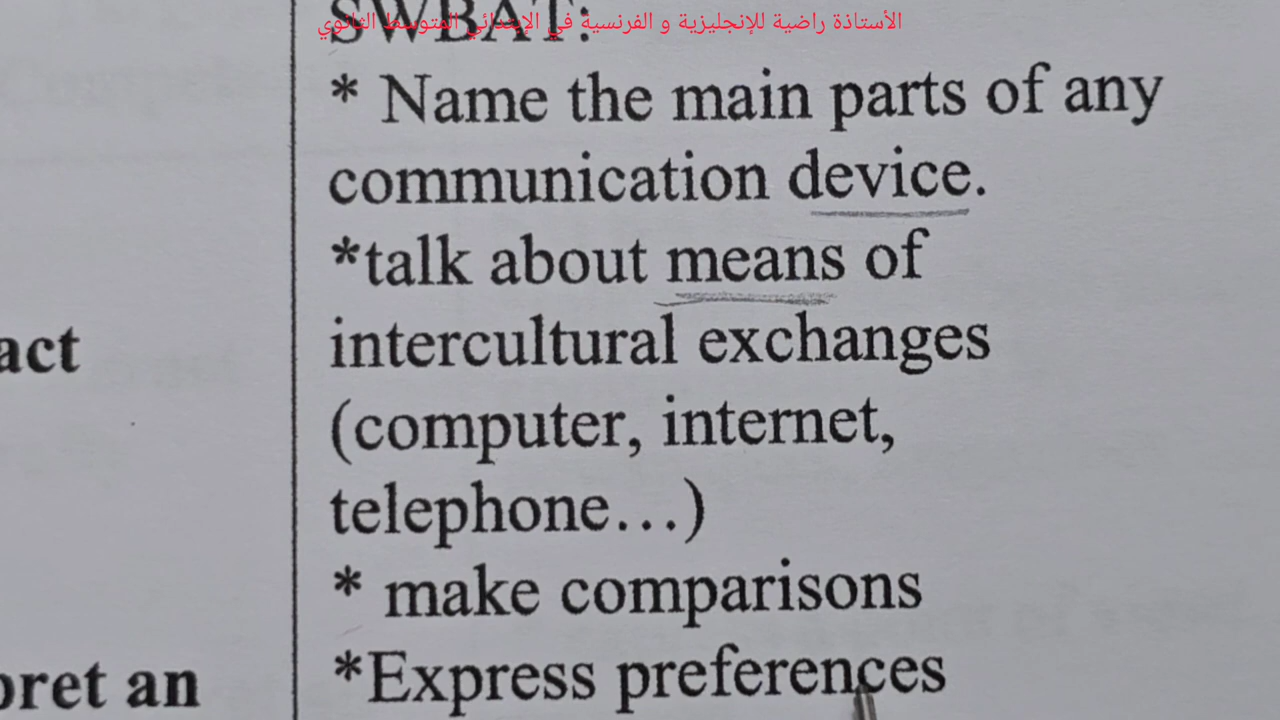 الأستاذة راضية للإنجليزية و الفرنسية في الإبتدائي المتوسط الثانوي
SWBAT:
* Name the main parts of any
communication device.
*talk about means of
act
intercultural exchanges
(computer, internet,
telephone...)
* make comparisons
pret an
*Express preferences